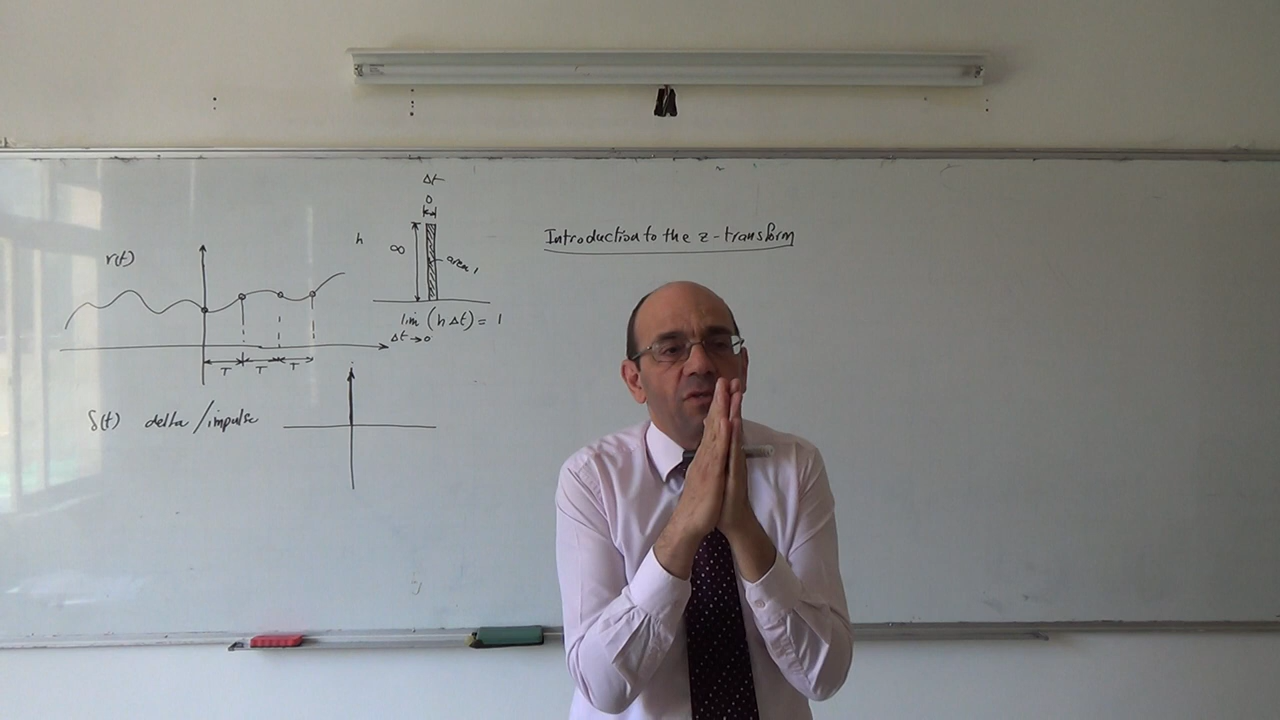 Introduction to the z-transform
r(t)
T T T
Δt
0
h
∞
area 1
lim (h Δt) = 1
Δt→0
δ(t) delta/impulse